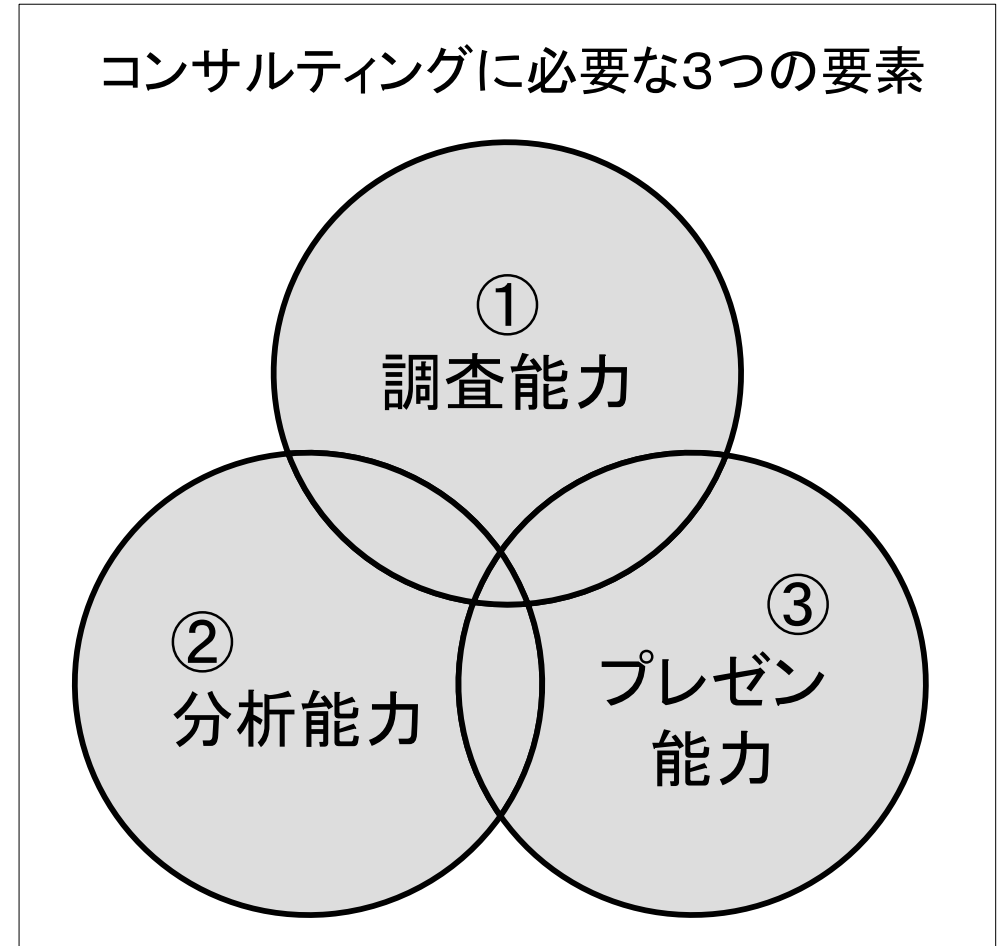 コンサルティングに必要な３つの要素
①
調査能力
②
分析能力
③
プレゼン
能力